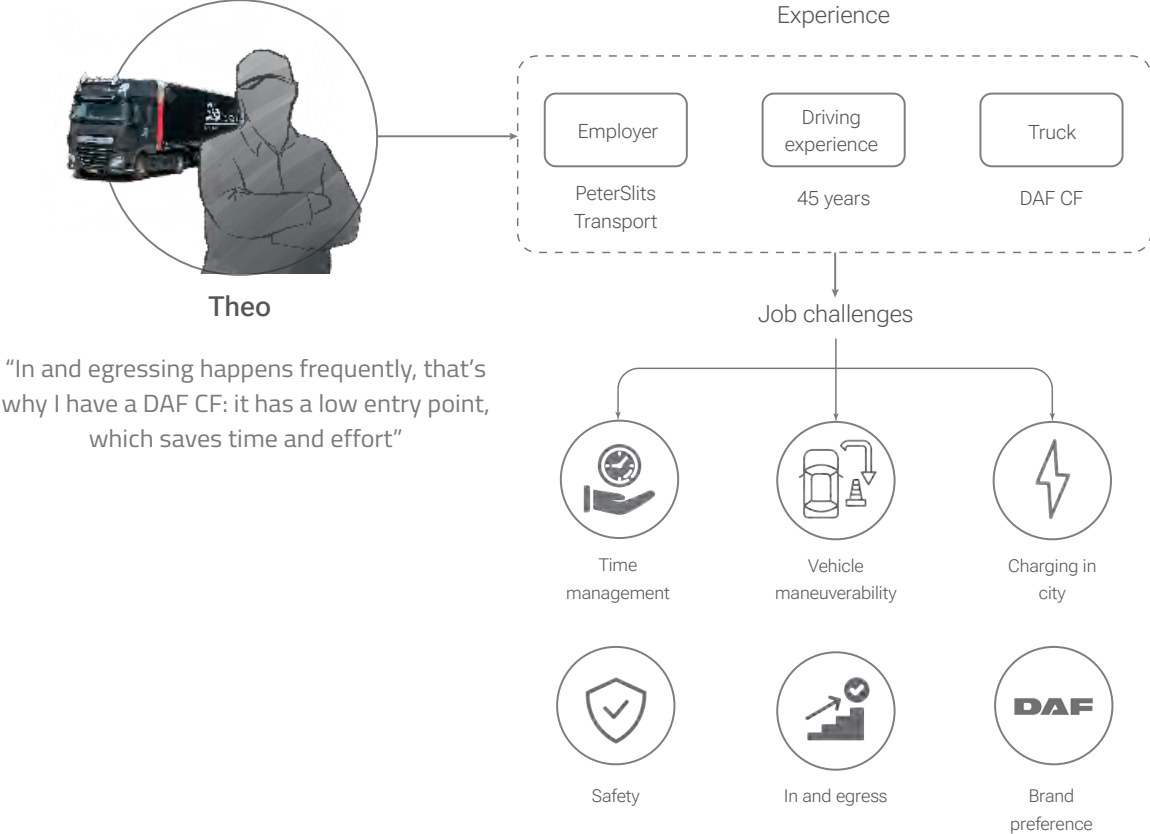 Experience
Employer
Driving
experience
Truck
PeterSlits
Transport
45 years
DAF CF
Theo
“In and egressing happens frequently, that’s
why I have a DAF CF: it has a low entry point,
which saves time and effort”
Job challenges
Time
management
Vehicle
maneuverability
Charging in
city
DAF
Safety
In and egress
Brand
preference